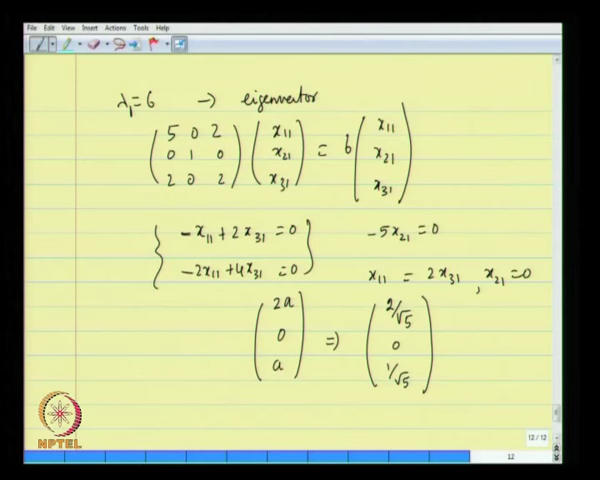 File Edit View Insert Actions Tools Help
λ₁=6 → eigenvector
(5 0 2; 0 1 0; 2 0 2) (x₁₁; x₂₁; x₃₁) = 6 (x₁₁; x₂₁; x₃₁)
{ -x₁₁ + 2x₃₁ = 0 } -5x₂₁ = 0
{ -2x₁₁ + 4x₃₁ = 0 } x₁₁ = 2x₃₁ , x₂₁ = 0
(2a; 0; a) => (2/√5; 0; 1/√5)
NPTEL
12/12
12